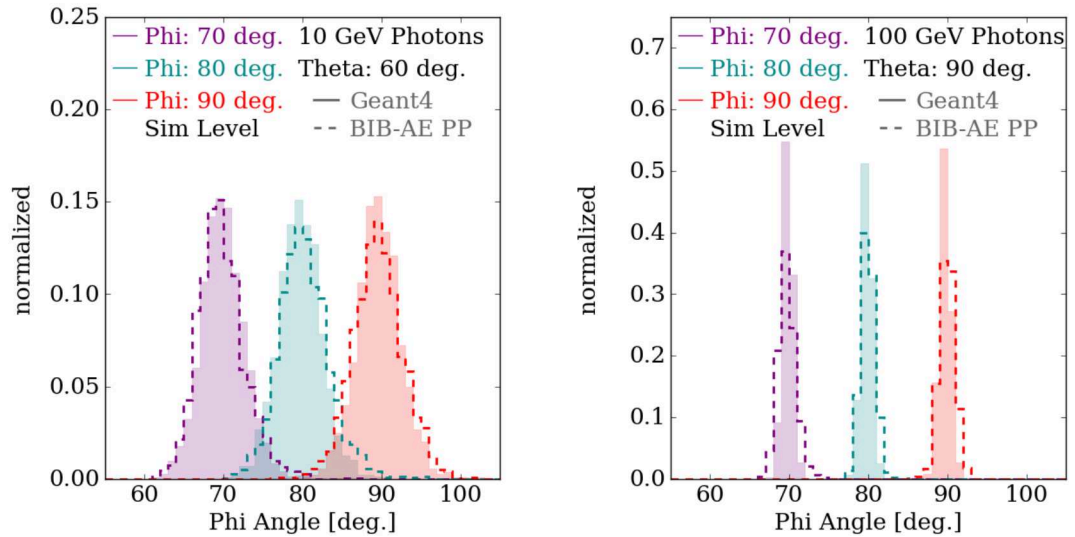 0.25
0.20
0.15
0.10
0.05
0.00
normalized
Phi: 70 deg. 10 GeV Photons
Phi: 80 deg. Theta: 60 deg.
Phi: 90 deg. Geant4
Sim Level BIB-AE PP
60 70 80 90 100
Phi Angle [deg.]
0.7
0.6
0.5
0.4
0.3
0.2
0.1
0.0
normalized
Phi: 70 deg. 100 GeV Photons
Phi: 80 deg. Theta: 90 deg.
Phi: 90 deg. Geant4
Sim Level BIB-AE PP
60 70 80 90 100
Phi Angle [deg.]